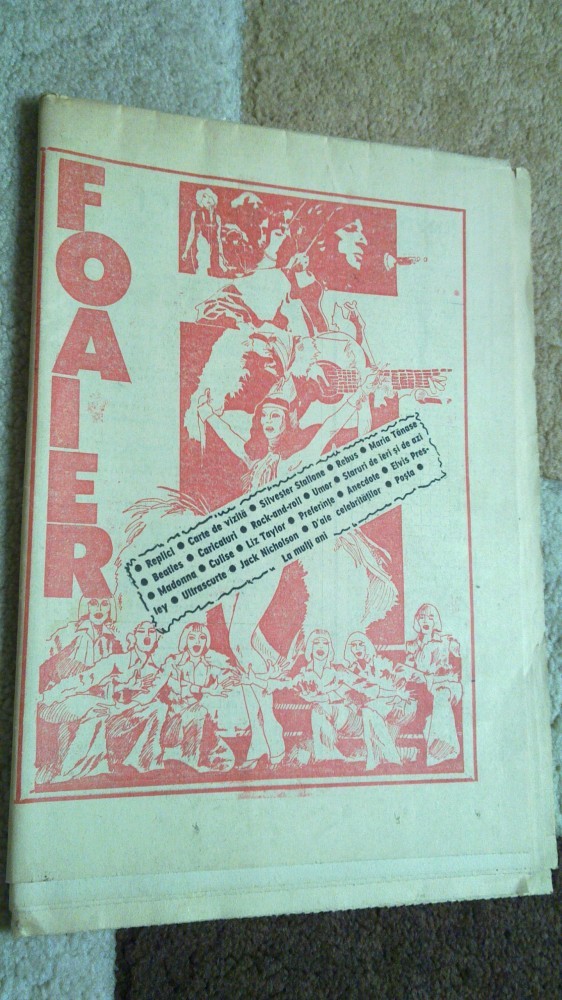 FOAIER
Replici ● Carte de vizită ● Silvester Stallone ● Rebus ● Maria Tănase
● Beatles ● Caricaturi ● Rock-and-roll ● Umor ● Staruri de ieri și de azi
● Madonna ● Culise ● Liz Taylor ● Preferințe ● Anecdote ● Elvis Pres-
ley ● Ultrascurte ● Jack Nicholson ● D'ale celebrităților ● Poșta ●
La mulți ani